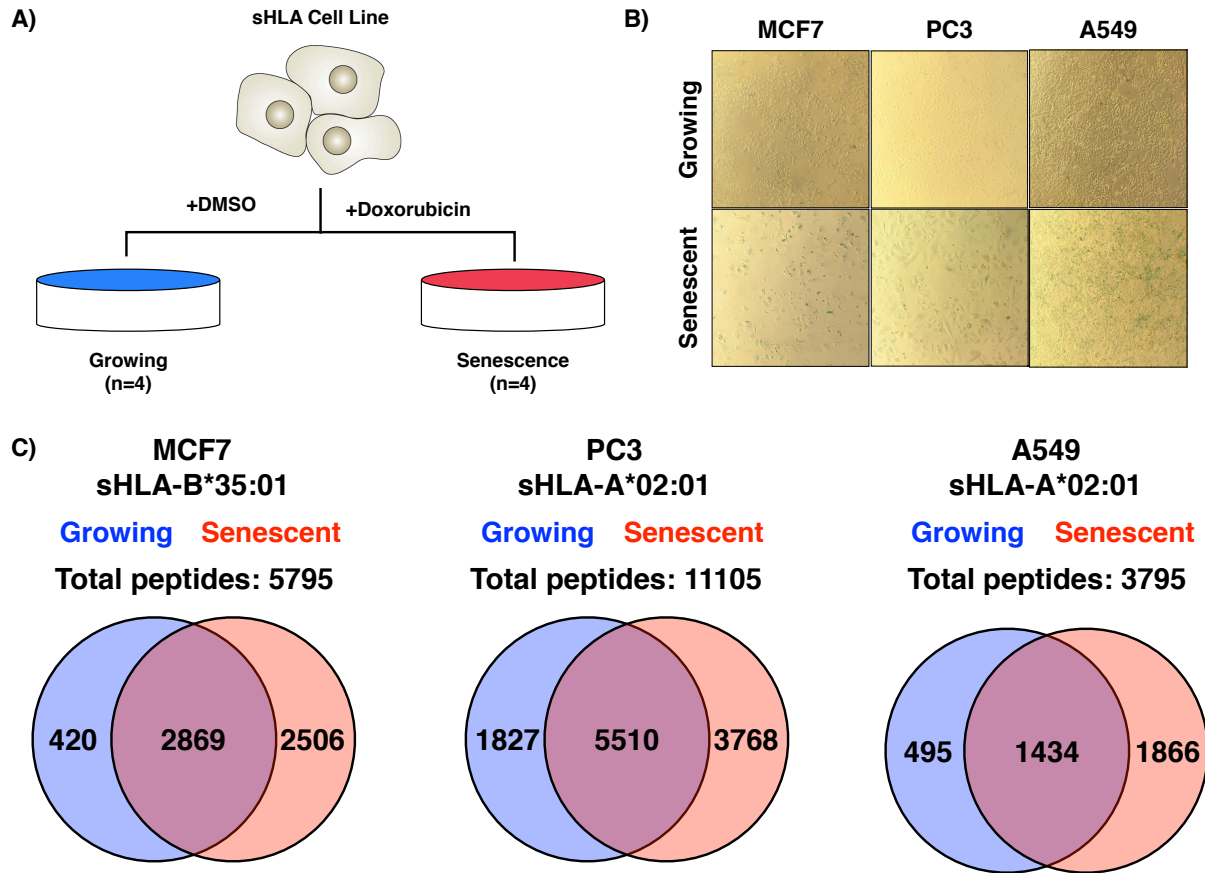 A)
sHLA Cell Line
+DMSO
+Doxorubicin
Growing
(n=4)
Senescence
(n=4)
B)
MCF7
PC3
A549
Growing
Senescent
C)
MCF7
sHLA-B*35:01
Growing Senescent
Total peptides: 5795
420
2869
2506
PC3
sHLA-A*02:01
Growing Senescent
Total peptides: 11105
1827
5510
3768
A549
sHLA-A*02:01
Growing Senescent
Total peptides: 3795
495
1434
1866